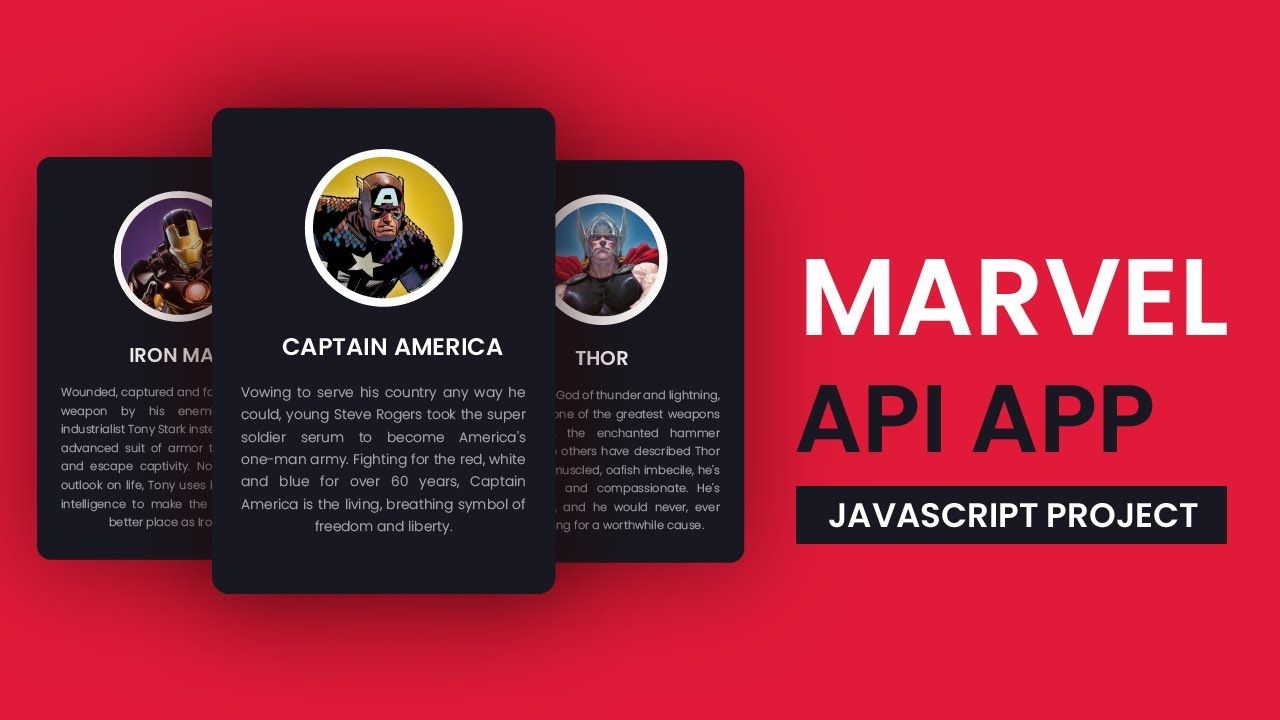 IRON MA
Wounded, captured and fo
weapon by his enem
industrialist Tony Stark inste
advanced suit of armor t
and escape captivity. No
outlook on life, Tony uses
intelligence to make the
better place as Iro
CAPTAIN AMERICA
Vowing to serve his country any way he
could, young Steve Rogers took the super
soldier serum to become America's
one-man army. Fighting for the red, white
and blue for over 60 years, Captain
America is the living, breathing symbol of
freedom and liberty.
THOR
God of thunder and lightning,
one of the greatest weapons
the enchanted hammer
others have described Thor
muscled, oafish imbecile, he's
and compassionate. He's
, and he would never, ever
ng for a worthwhile cause.
MARVEL
API APP
JAVASCRIPT PROJECT